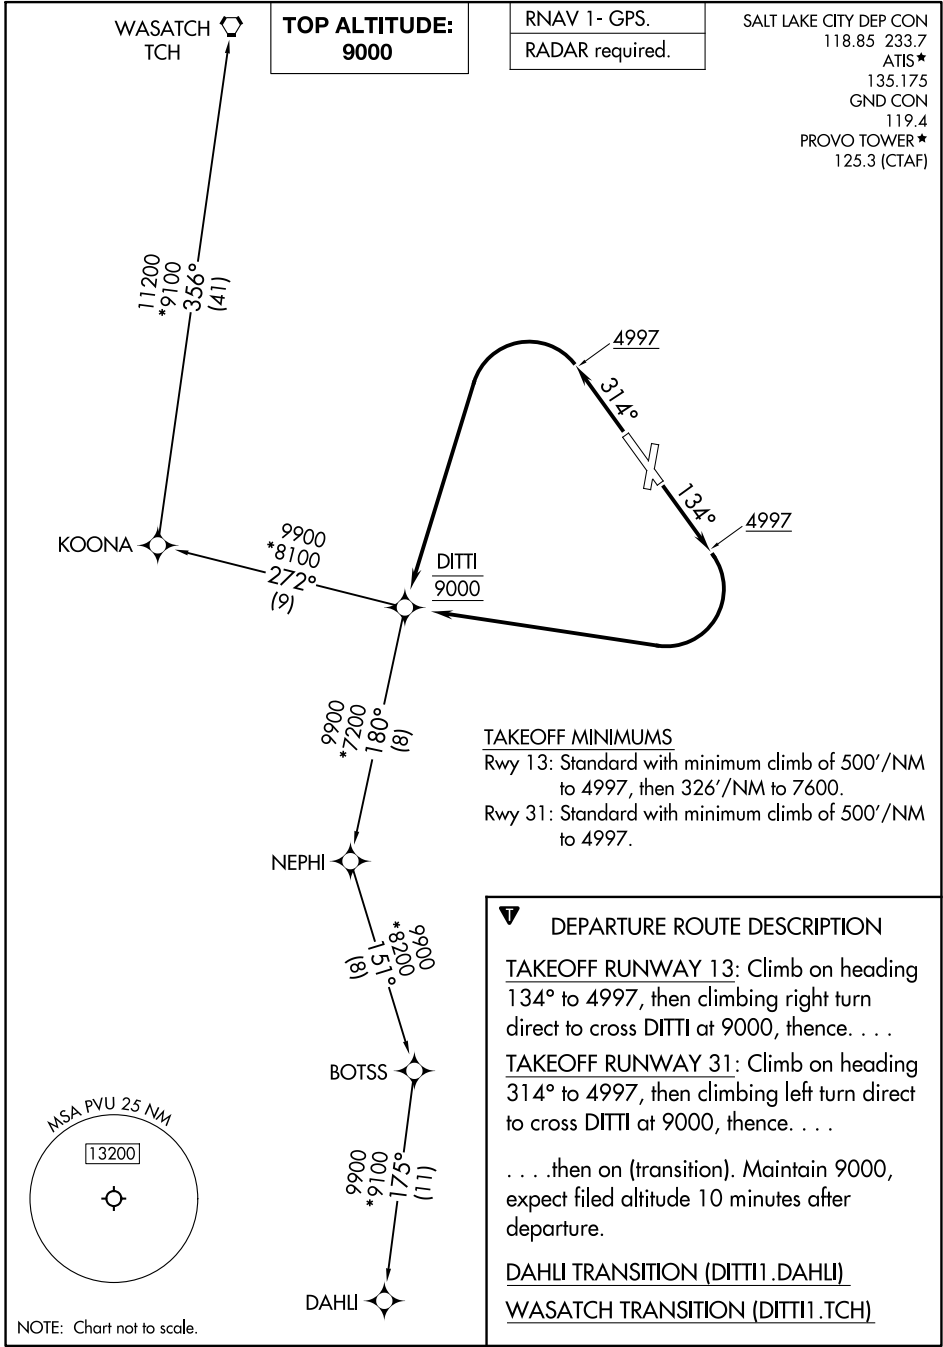 WASATCH
TCH
TOP ALTITUDE:
9000
RNAV 1- GPS.
RADAR required.
SALT LAKE CITY DEP CON
118.85 233.7
ATIS★
135.175
GND CON
119.4
PROVO TOWER★
125.3 (CTAF)
11200
*9100
356°
(41)
4997
314°
134°
4997
KOONA
9900
*8100
272°
(9)
DITTI
9000
9900
*7200
180°
(8)
TAKEOFF MINIMUMS
Rwy 13: Standard with minimum climb of 500'/NM
to 4997, then 326'/NM to 7600.
Rwy 31: Standard with minimum climb of 500'/NM
to 4997.
NEPHI
9900
*8200
151°
(8)
BOTSS
9900
*9100
175°
(11)
DAHLI
MSA PVU 25 NM
13200
NOTE: Chart not to scale.
T
DEPARTURE ROUTE DESCRIPTION
TAKEOFF RUNWAY 13: Climb on heading
134° to 4997, then climbing right turn
direct to cross DITTI at 9000, thence. . . .
TAKEOFF RUNWAY 31: Climb on heading
314° to 4997, then climbing left turn direct
to cross DITTI at 9000, thence. . . .
. . . .then on (transition). Maintain 9000,
expect filed altitude 10 minutes after
departure.
DAHLI TRANSITION (DITTI1.DAHLI)
WASATCH TRANSITION (DITTI1.TCH)